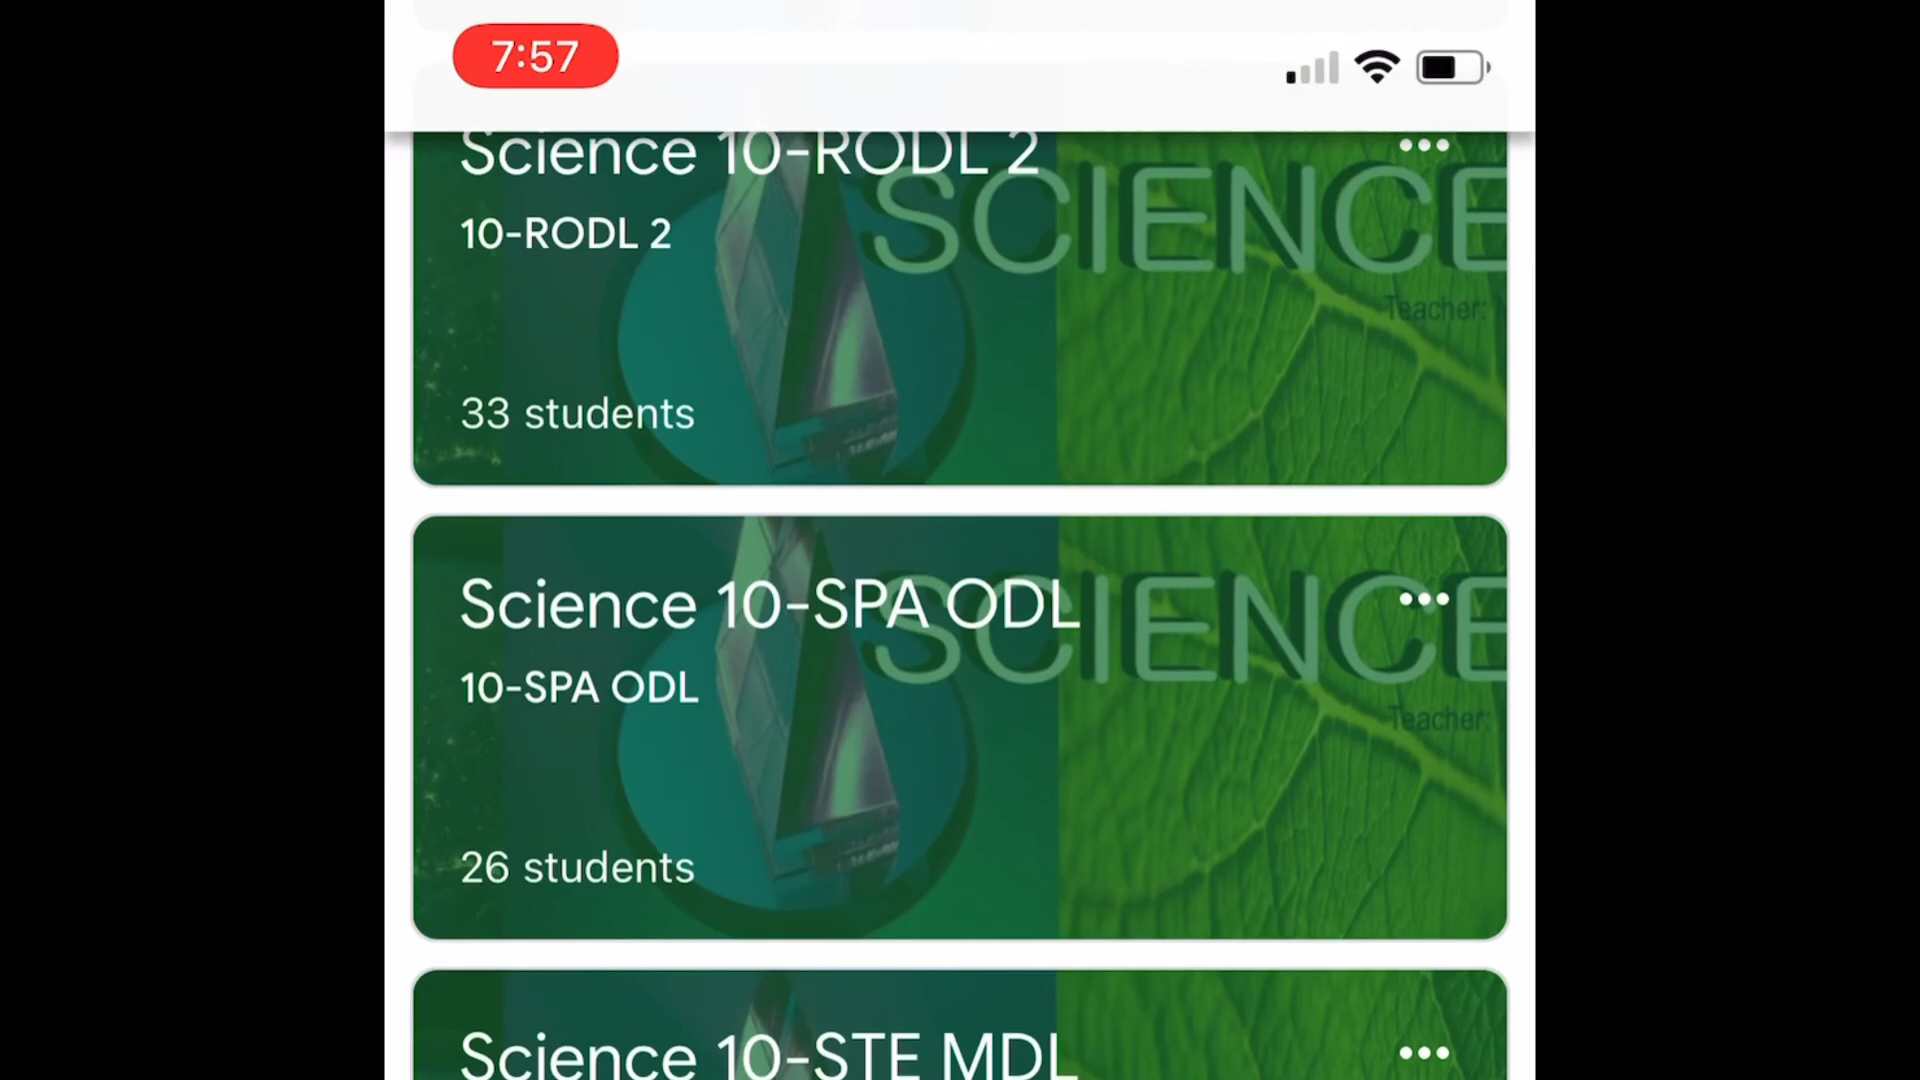 7:57
Science 10-RODL 2
10-RODL 2
SCIENCE
Teacher:
33 students
Science 10-SPA ODL
10-SPA ODL
SCIENCE
Teacher:
26 students
Science 10-STE MDL